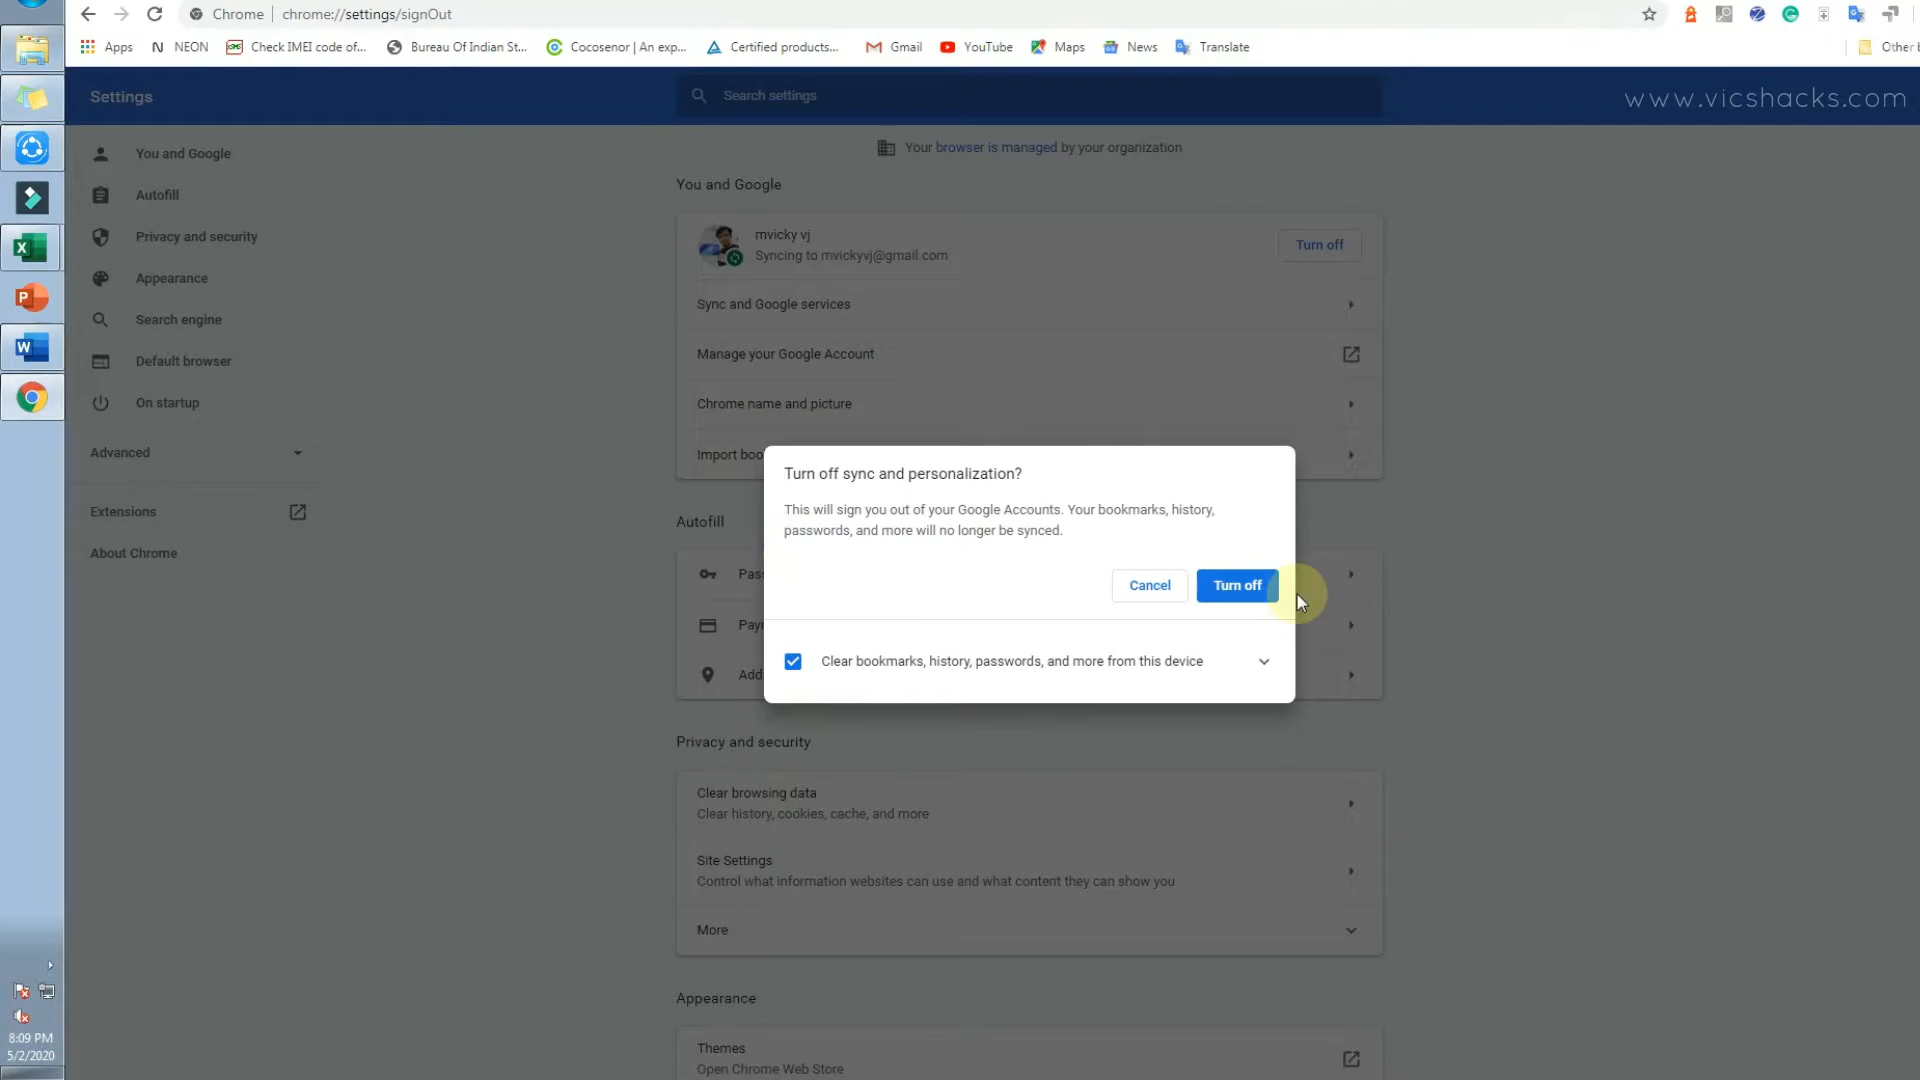 Chrome
chrome://settings/signOut
Apps
NEON
Check IMEI code of...
Bureau Of Indian St...
Cocosenor | An exp...
Certified products...
Gmail
YouTube
Maps
News
Translate
Other
Settings
Search settings
www.vicshacks.com
You and Google
Autofill
Privacy and security
Appearance
Search engine
Default browser
On startup
Advanced
Extensions
About Chrome
Your browser is managed by your organization
You and Google
mvicky vj
Syncing to mvickyvj@gmail.com
Turn off
Sync and Google services
Manage your Google Account
Chrome name and picture
Import boo
Turn off sync and personalization?
This will sign you out of your Google Accounts. Your bookmarks, history,
passwords, and more will no longer be synced.
Cancel
Turn off
Clear bookmarks, history, passwords, and more from this device
Autofill
Pass
Payr
Add
Privacy and security
Clear browsing data
Clear history, cookies, cache, and more
Site Settings
Control what information websites can use and what content they can show you
More
Appearance
Themes
Open Chrome Web Store
8:09 PM
5/2/2020